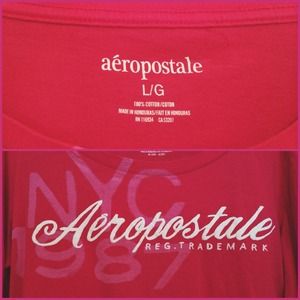 aéropostale
L/G
100% COTTON/COTON
MADE IN HONDURAS/FAIT EN HONDURAS
NYC
Aéropostale
REG. TRADEMARK
1987